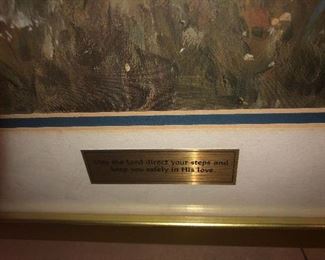 May the Lord direct your steps and
keep you safely in His love